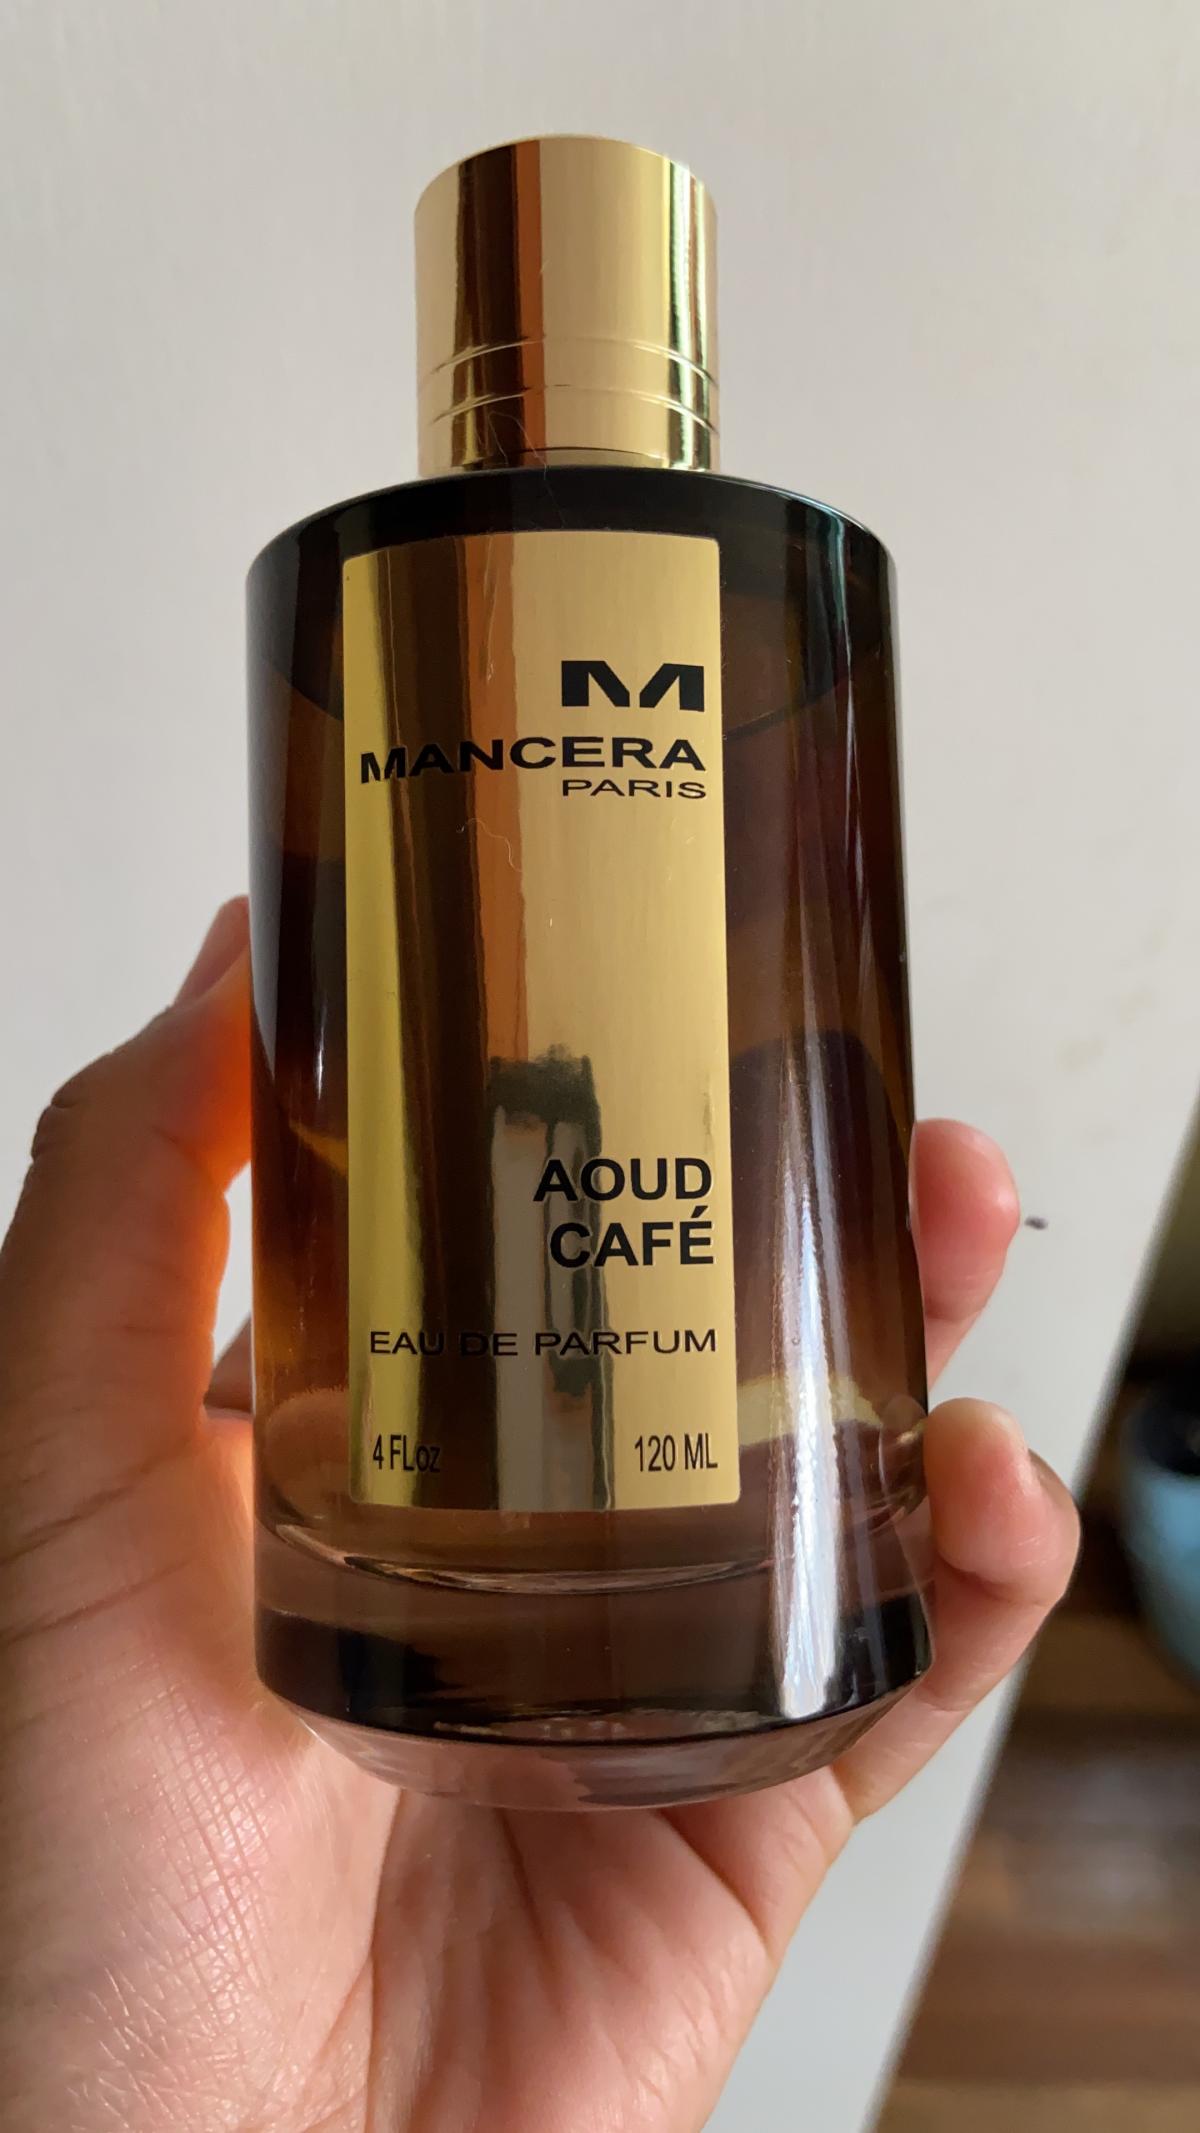 M
MANCERA
PARIS
AOUD
CAFÉ
EAU DE PARFUM
4 FLoz 120 ML